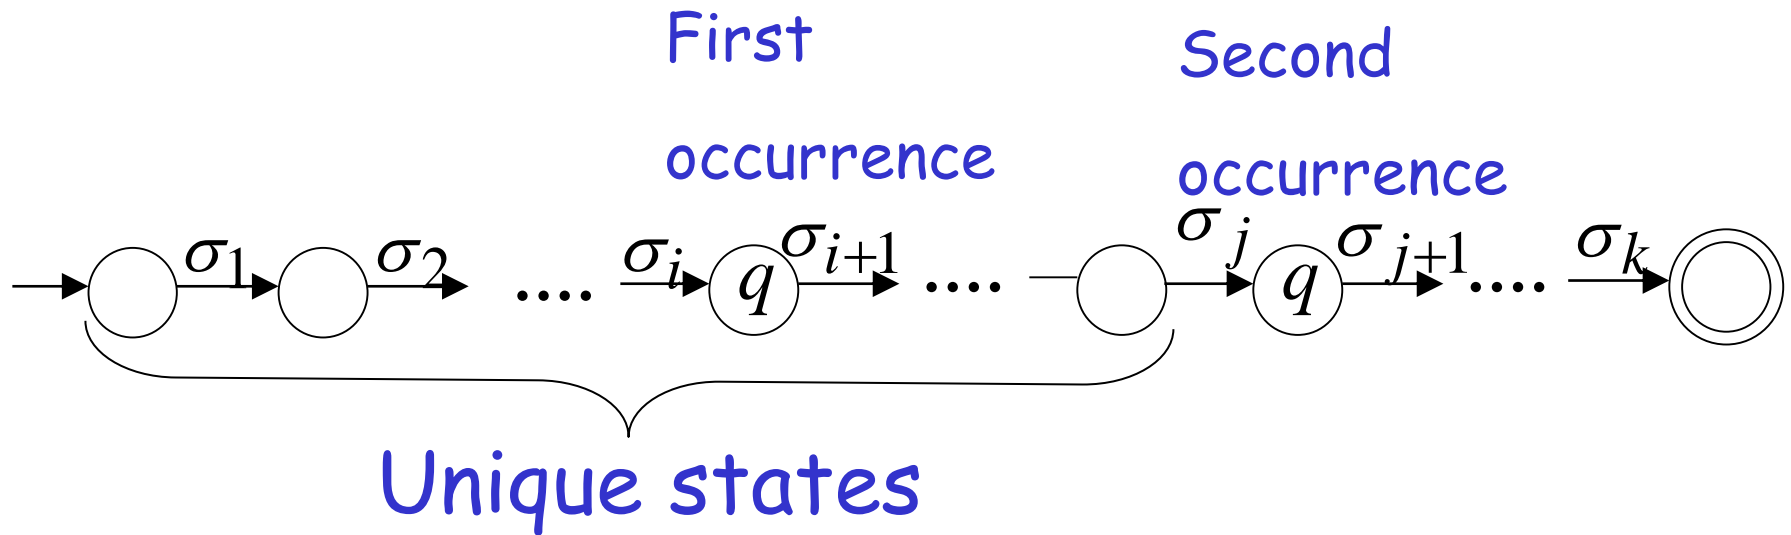 First
occurrence
Second
occurrence
σ1 σ2 .... σi q σi+1 .... σj q σj+1 .... σk
Unique states